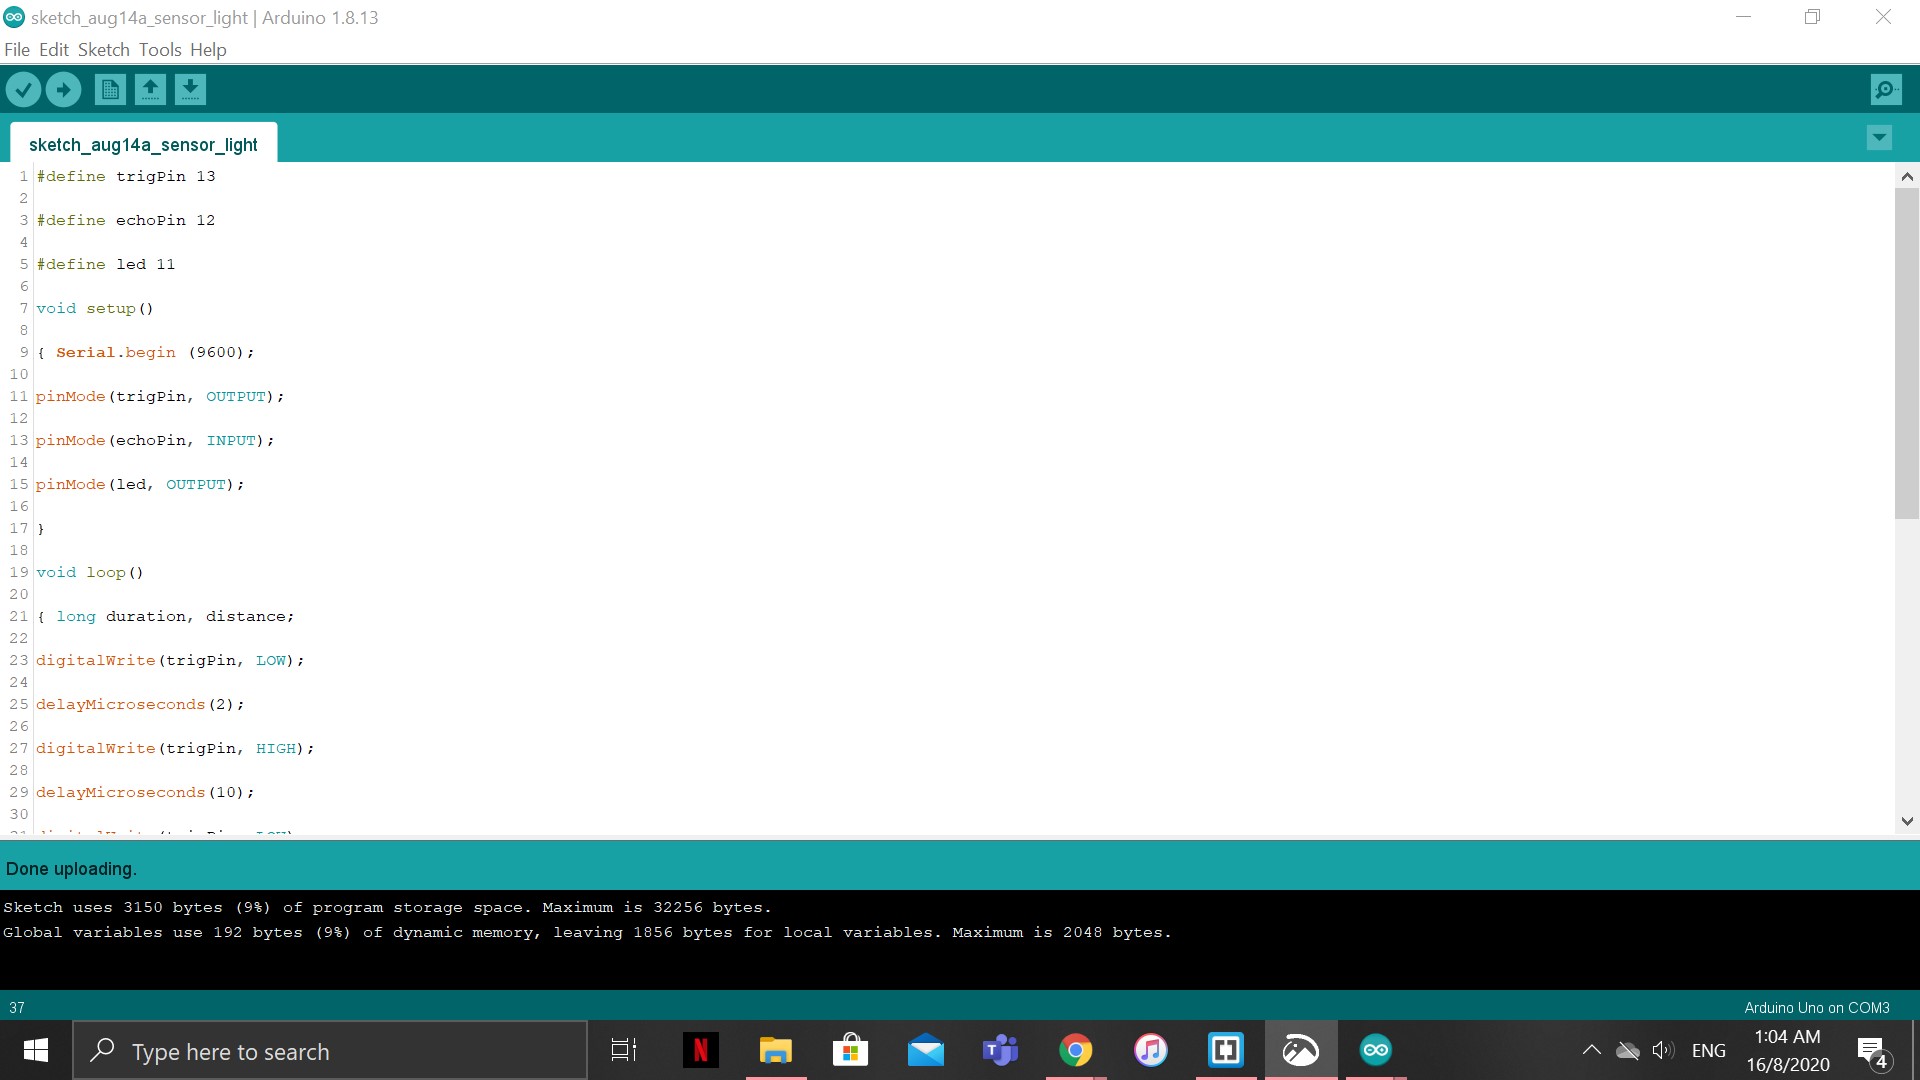 sketch_aug14a_sensor_light | Arduino 1.8.13
File Edit Sketch Tools Help
sketch_aug14a_sensor_light
1 #define trigPin 13
2
3 #define echoPin 12
4
5 #define led 11
6
7 void setup()
8
9 { Serial.begin (9600);
10
11 pinMode(trigPin, OUTPUT);
12
13 pinMode(echoPin, INPUT);
14
15 pinMode(led, OUTPUT);
16
17 }
18
19 void loop()
20
21 { long duration, distance;
22
23 digitalWrite(trigPin, LOW);
24
25 delayMicroseconds(2);
26
27 digitalWrite(trigPin, HIGH);
28
29 delayMicroseconds(10);
30
Done uploading.
Sketch uses 3150 bytes (9%) of program storage space. Maximum is 32256 bytes.
Global variables use 192 bytes (9%) of dynamic memory, leaving 1856 bytes for local variables. Maximum is 2048 bytes.
37
Arduino Uno on COM3
Type here to search
N
T
ENG
1:04 AM
16/8/2020
4